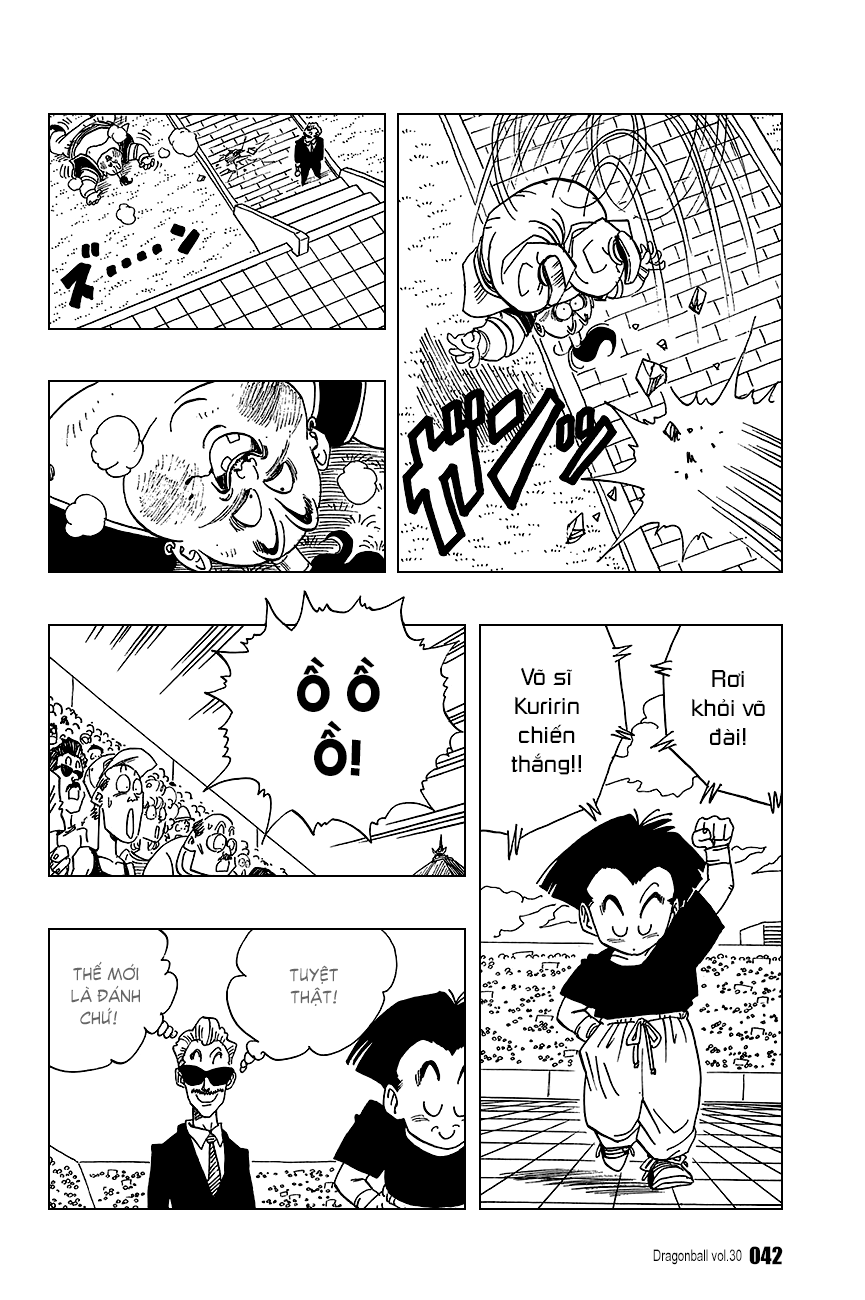 ガンッ
ズ‥‥ン
Rơi
khỏi võ
đài!
Võ sĩ
Kuririn
chiến
thắng!!
Ồ Ồ
Ồ!
TUYỆT
THẬT!
THẾ MỚI
LÀ ĐÁNH
CHỨ!
Dragonball vol.30 042